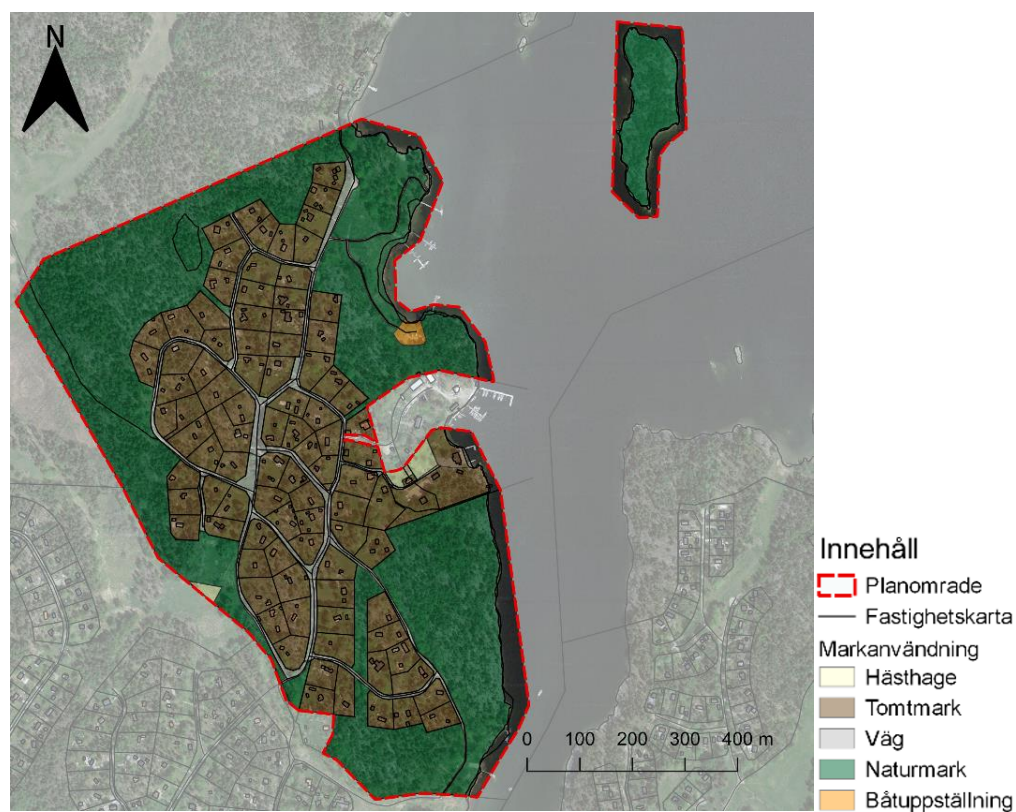 N
Innehåll
Planomrade
Fastighetskarta
Markanvändning
Hästhage
Tomtmark
Väg
Naturmark
Båtuppställning
0 100 200 300 400 m